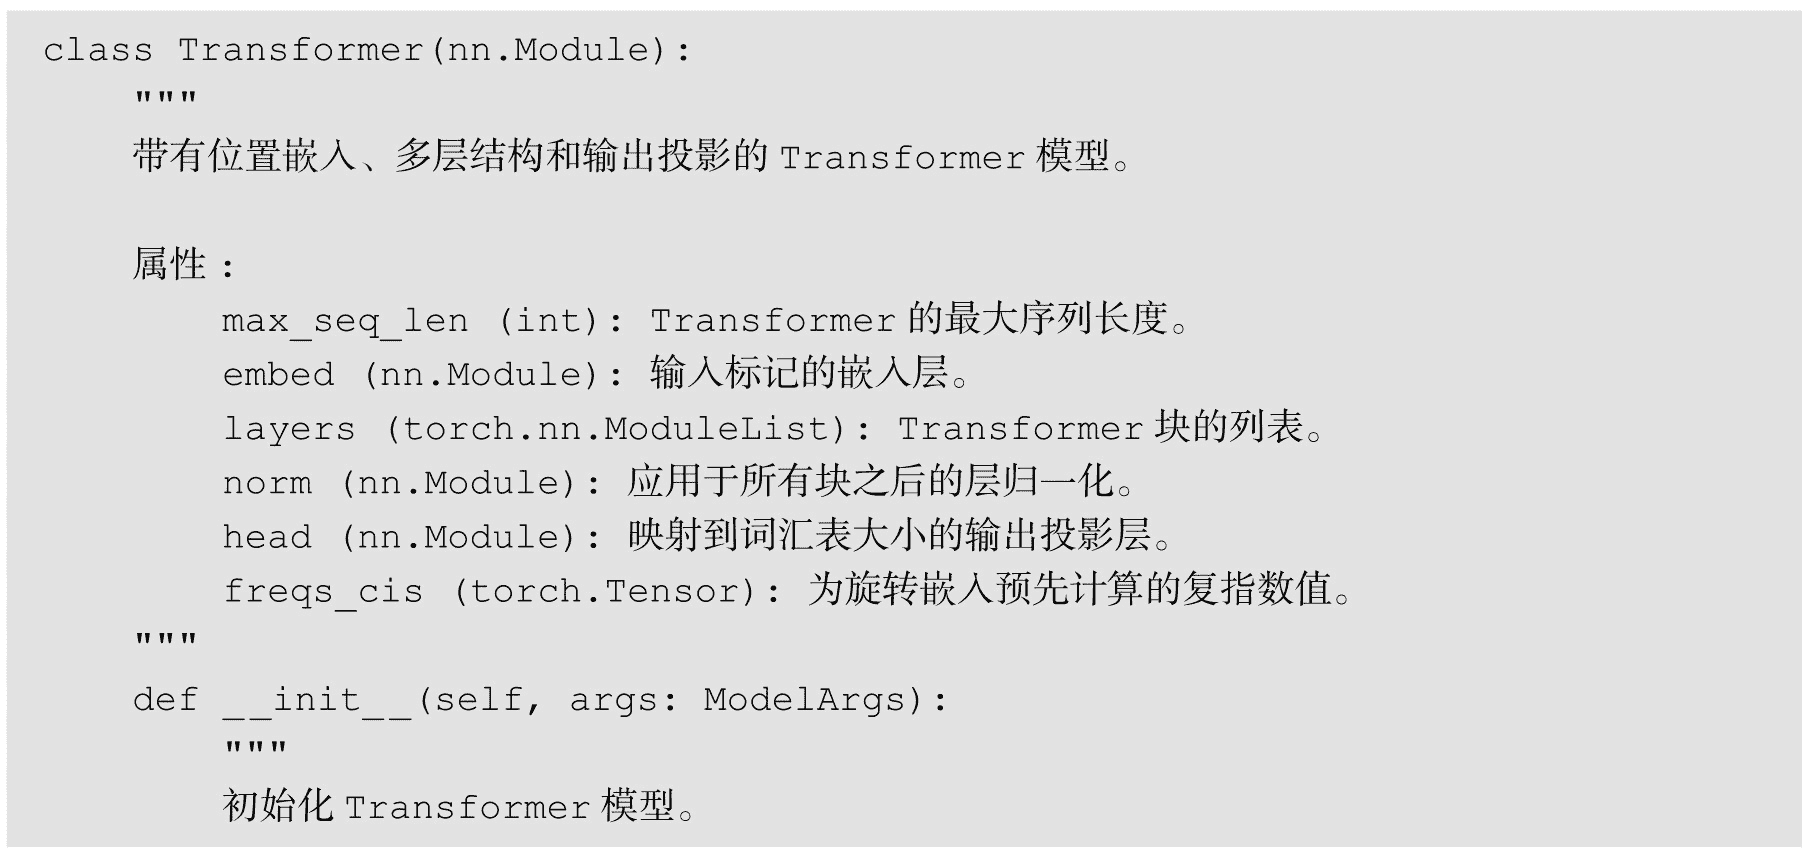 class Transformer(nn.Module):
    """
    带有位置嵌入、多层结构和输出投影的 Transformer 模型。

    属性：
        max_seq_len (int): Transformer 的最大序列长度。
        embed (nn.Module): 输入标记的嵌入层。
        layers (torch.nn.ModuleList): Transformer 块的列表。
        norm (nn.Module): 应用于所有块之后的层归一化。
        head (nn.Module): 映射到词汇表大小的输出投影层。
        freqs_cis (torch.Tensor): 为旋转嵌入预先计算的复指数值。
    """
    def __init__(self, args: ModelArgs):
        """
        初始化 Transformer 模型。